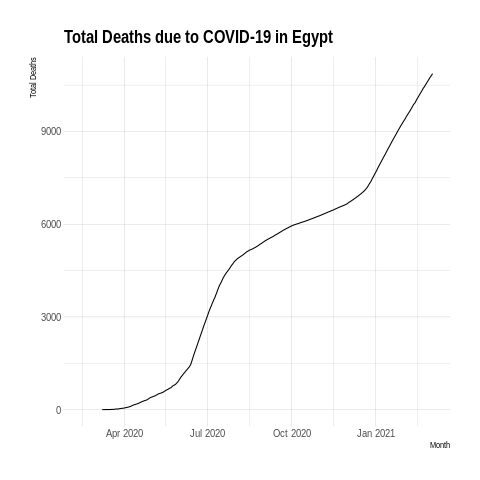 Total Deaths due to COVID-19 in Egypt
Total Deaths
9000
6000
3000
0
Apr 2020
Jul 2020
Oct 2020
Jan 2021
Month